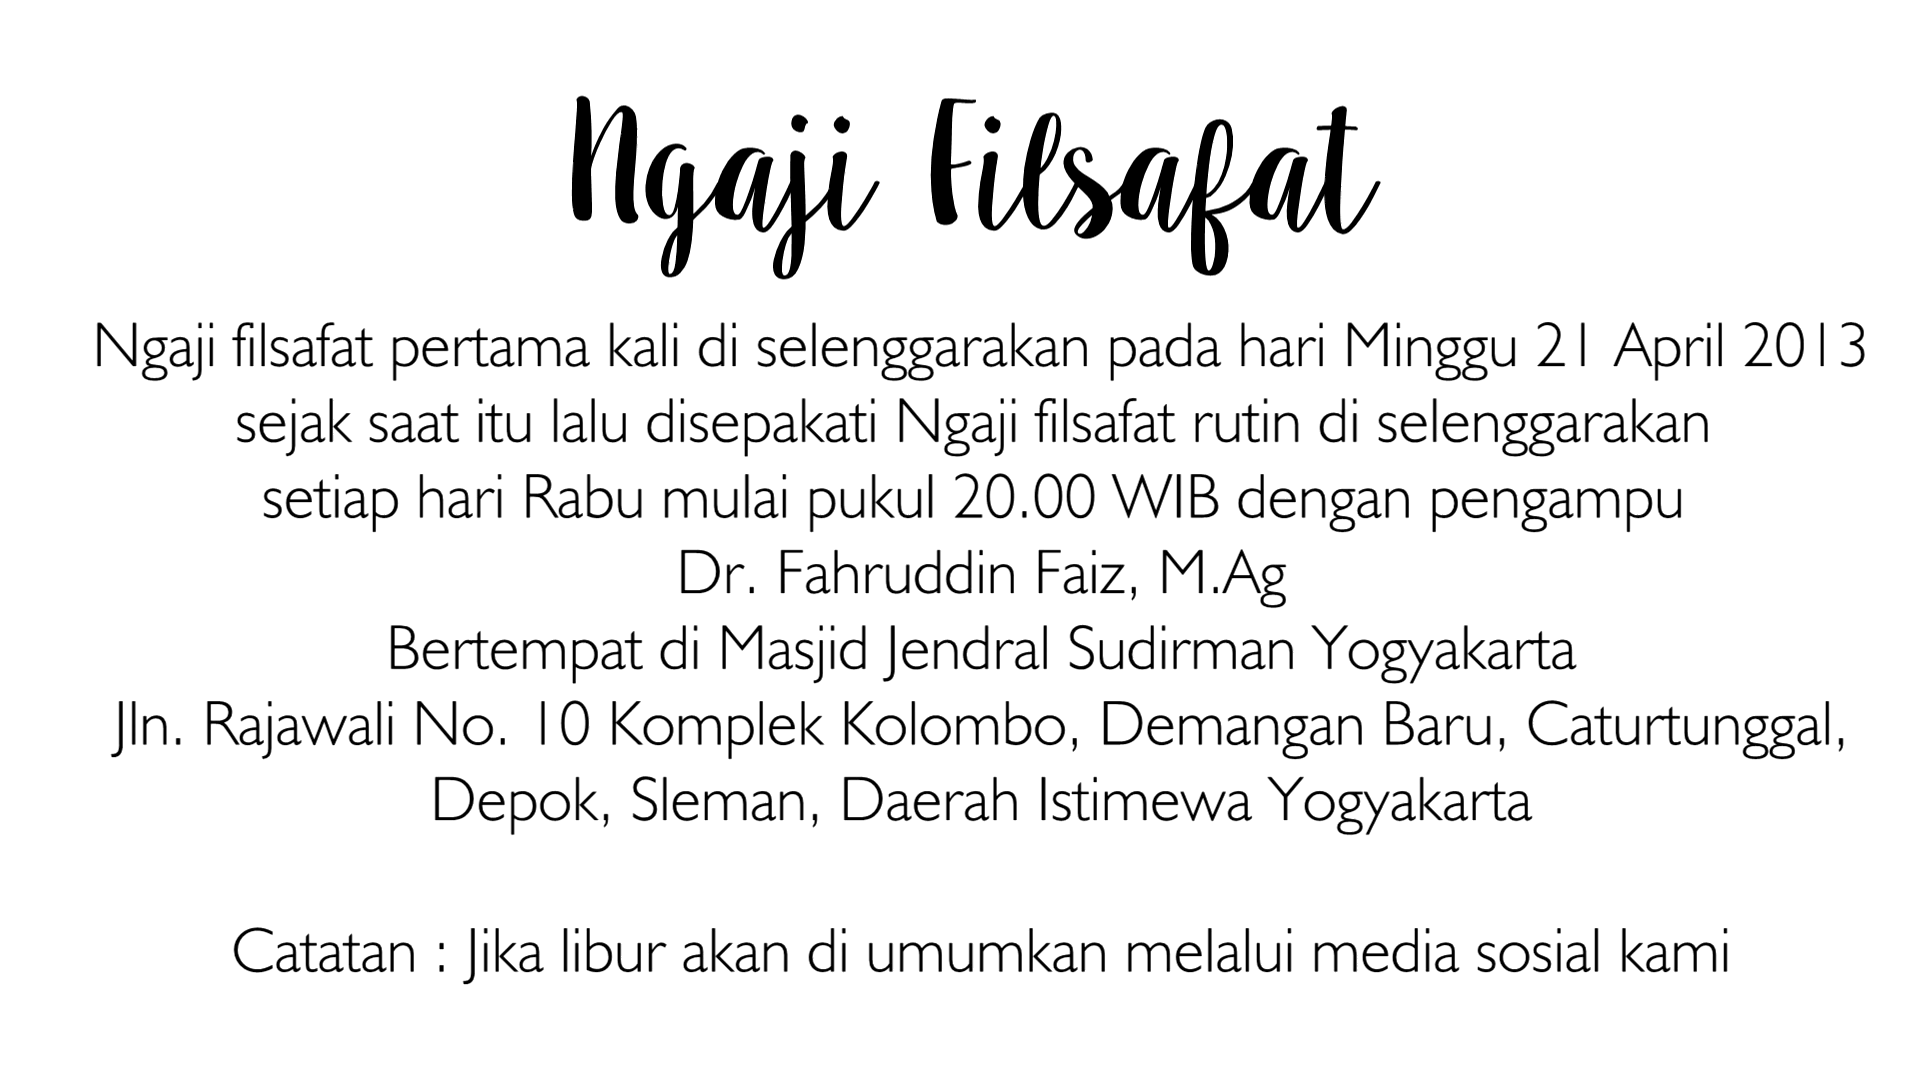 Ngaji Filsafat
Ngaji filsafat pertama kali di selenggarakan pada hari Minggu 21 April 2013
sejak saat itu lalu disepakati Ngaji filsafat rutin di selenggarakan
setiap hari Rabu mulai pukul 20.00 WIB dengan pengampu
Dr. Fahruddin Faiz, M.Ag
Bertempat di Masjid Jendral Sudirman Yogyakarta
Jln. Rajawali No. 10 Komplek Kolombo, Demangan Baru, Caturtunggal,
Depok, Sleman, Daerah Istimewa Yogyakarta
Catatan : Jika libur akan di umumkan melalui media sosial kami